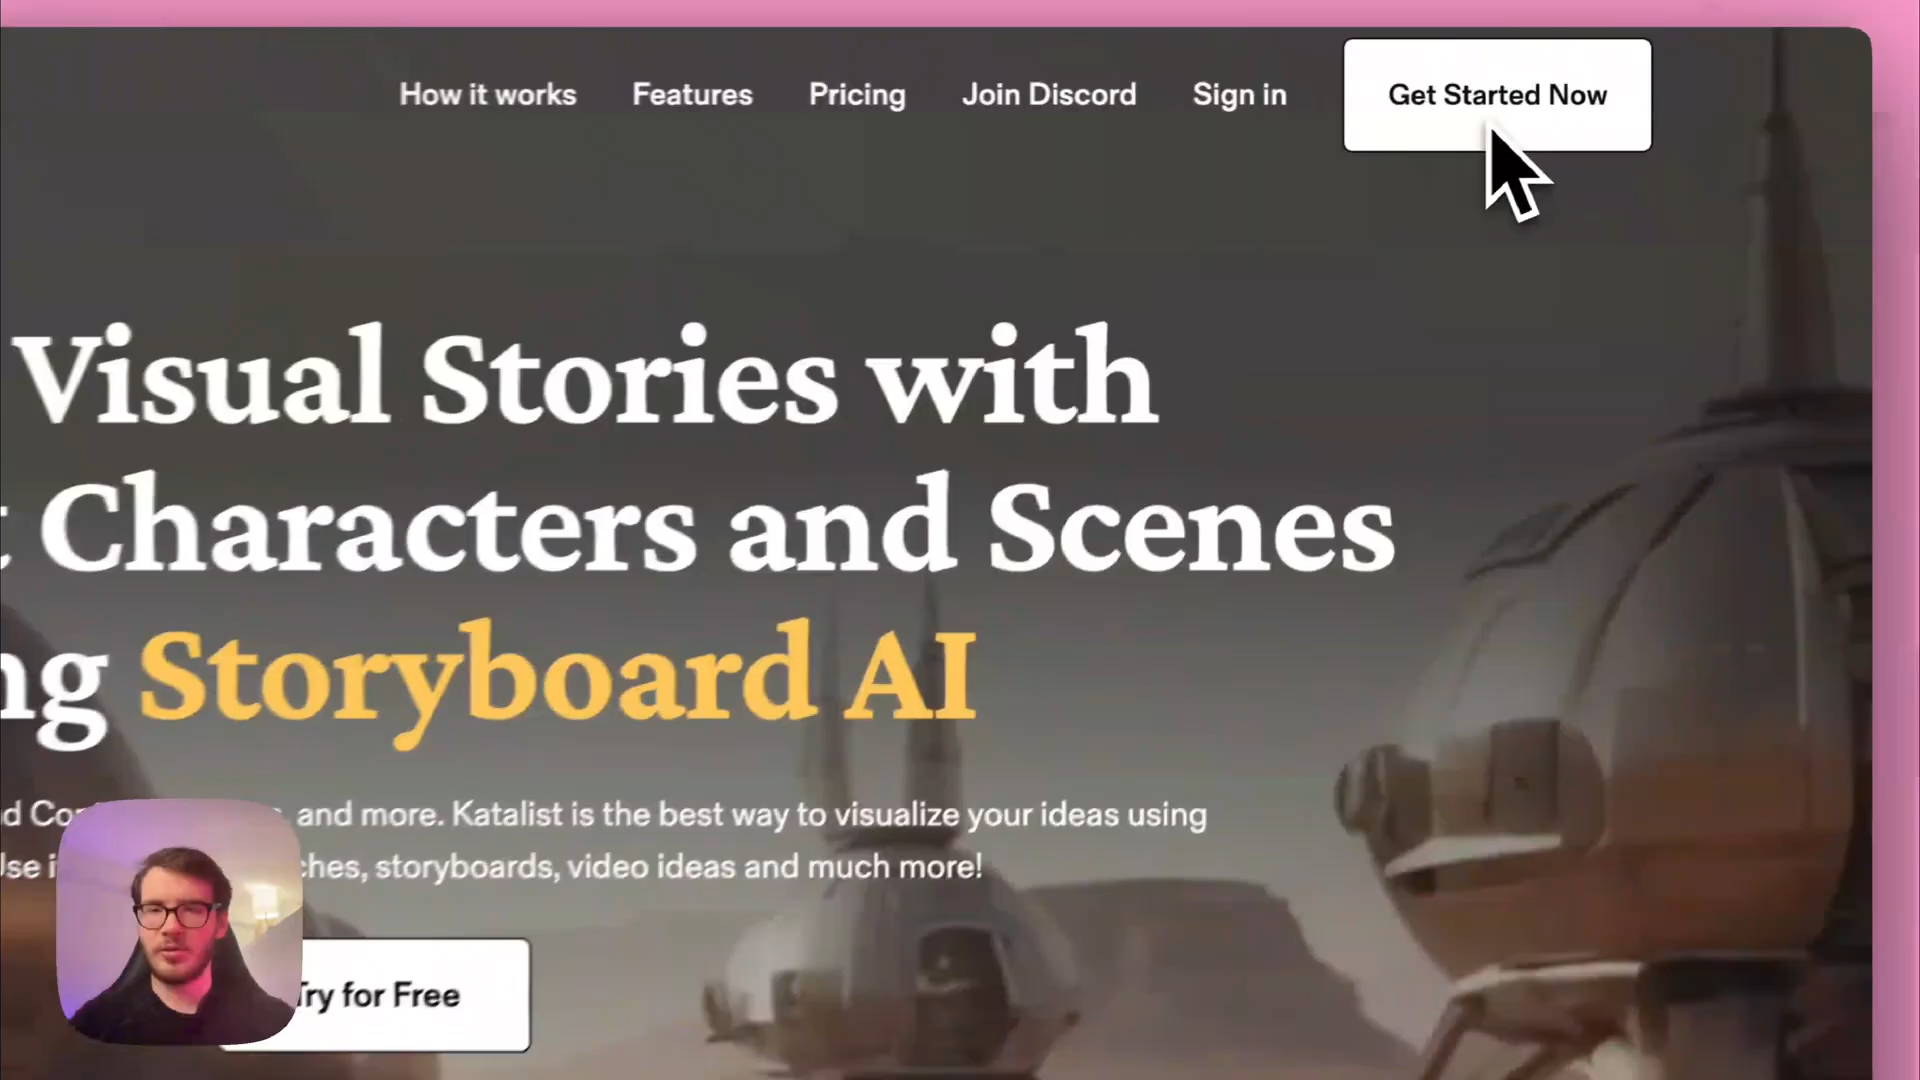 How it works Features Pricing Join Discord Sign in Get Started Now
Visual Stories with
Characters and Scenes
Storyboard AI
and more. Katalist is the best way to visualize your ideas using
storyboards, video ideas and much more!
Try for Free